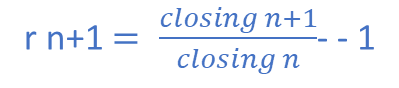 r n+1 = closing n+1 / closing n - - 1